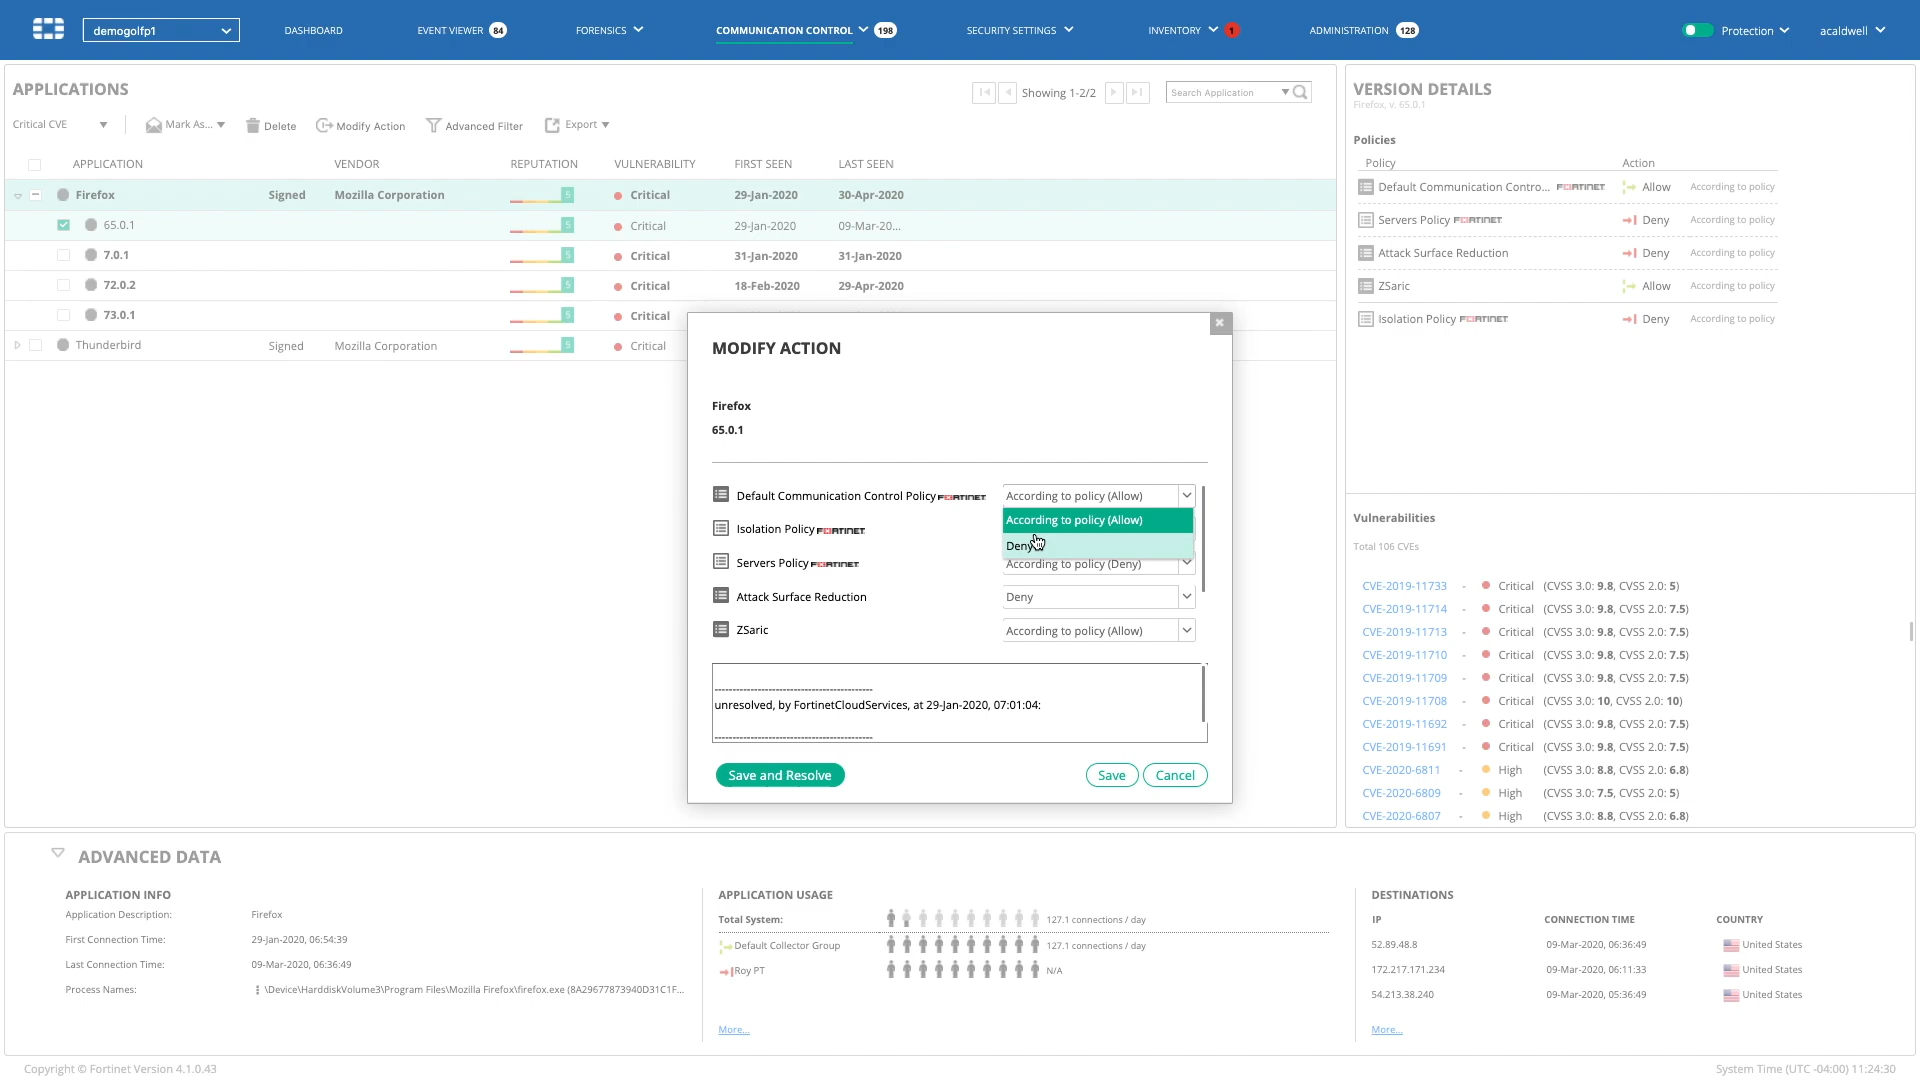 demogolfp1
DASHBOARD
EVENT VIEWER 84
FORENSICS
COMMUNICATION CONTROL 198
SECURITY SETTINGS
INVENTORY 1
ADMINISTRATION 128
Protection
acaldwell
APPLICATIONS
Showing 1-2/2
Search Application
Critical CVE
Mark As...
Delete
Modify Action
Advanced Filter
Export
APPLICATION VENDOR REPUTATION VULNERABILITY FIRST SEEN LAST SEEN
Firefox Signed Mozilla Corporation 5 Critical 29-Jan-2020 30-Apr-2020
65.0.1 5 Critical 29-Jan-2020 09-Mar-20...
7.0.1 5 Critical 31-Jan-2020 31-Jan-2020
72.0.2 5 Critical 18-Feb-2020 29-Apr-2020
73.0.1 5 Critical
Thunderbird Signed Mozilla Corporation 5 Critical
VERSION DETAILS
Firefox, v. 65.0.1
Policies
Policy Action
Default Communication Contro... FORTINET Allow According to policy
Servers Policy FORTINET Deny According to policy
Attack Surface Reduction Deny According to policy
ZSaric Allow According to policy
Isolation Policy FORTINET Deny According to policy
MODIFY ACTION
Firefox
65.0.1
Default Communication Control Policy FORTINET According to policy (Allow)
According to policy (Allow)
Deny
Isolation Policy FORTINET
Servers Policy FORTINET According to policy (Deny)
Attack Surface Reduction Deny
ZSaric According to policy (Allow)
--------------------------------------------
unresolved, by FortinetCloudServices, at 29-Jan-2020, 07:01:04:
--------------------------------------------
Save and Resolve
Save
Cancel
Vulnerabilities
Total 106 CVEs
CVE-2019-11733 - Critical (CVSS 3.0: 9.8, CVSS 2.0: 5)
CVE-2019-11714 - Critical (CVSS 3.0: 9.8, CVSS 2.0: 7.5)
CVE-2019-11713 - Critical (CVSS 3.0: 9.8, CVSS 2.0: 7.5)
CVE-2019-11710 - Critical (CVSS 3.0: 9.8, CVSS 2.0: 7.5)
CVE-2019-11709 - Critical (CVSS 3.0: 9.8, CVSS 2.0: 7.5)
CVE-2019-11708 - Critical (CVSS 3.0: 10, CVSS 2.0: 10)
CVE-2019-11692 - Critical (CVSS 3.0: 9.8, CVSS 2.0: 7.5)
CVE-2019-11691 - Critical (CVSS 3.0: 9.8, CVSS 2.0: 7.5)
CVE-2020-6811 - High (CVSS 3.0: 8.8, CVSS 2.0: 6.8)
CVE-2020-6809 - High (CVSS 3.0: 7.5, CVSS 2.0: 5)
CVE-2020-6807 - High (CVSS 3.0: 8.8, CVSS 2.0: 6.8)
ADVANCED DATA
APPLICATION INFO
Application Description: Firefox
First Connection Time: 29-Jan-2020, 06:54:39
Last Connection Time: 09-Mar-2020, 06:36:49
Process Names: \Device\HarddiskVolume3\Program Files\Mozilla Firefox\firefox.exe (8A29677873940D31C1F...
APPLICATION USAGE
Total System: 127.1 connections / day
Default Collector Group 127.1 connections / day
Roy PT N/A
More...
DESTINATIONS
IP CONNECTION TIME COUNTRY
52.89.48.8 09-Mar-2020, 06:36:49 United States
172.217.171.234 09-Mar-2020, 06:11:33 United States
54.213.38.240 09-Mar-2020, 05:36:49 United States
More...
Copyright © Fortinet Version 4.1.0.43
System Time (UTC -04:00) 11:24:30